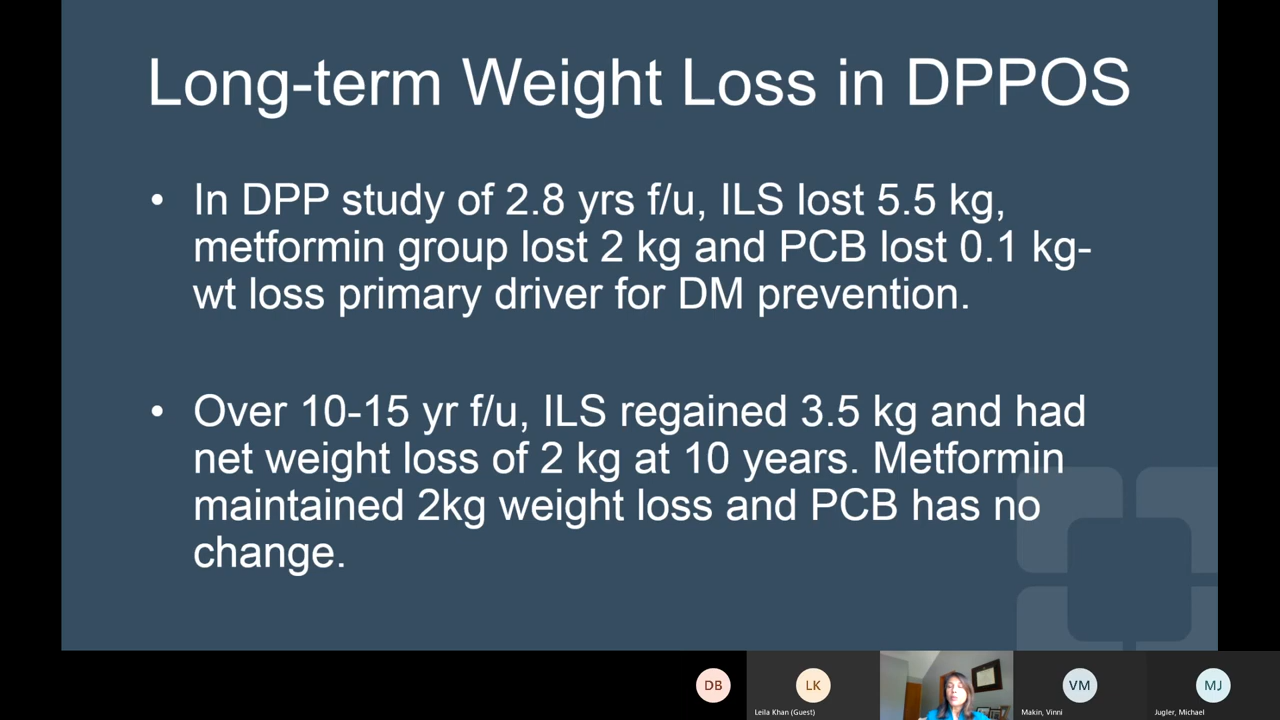 Long-term Weight Loss in DPPOS
• In DPP study of 2.8 yrs f/u, ILS lost 5.5 kg,
metformin group lost 2 kg and PCB lost 0.1 kg-
wt loss primary driver for DM prevention.
• Over 10-15 yr f/u, ILS regained 3.5 kg and had
net weight loss of 2 kg at 10 years. Metformin
maintained 2kg weight loss and PCB has no
change.
DB
LK
VM
MJ
Leila Khan (Guest)
Makin, Vinni
Jugler, Michael